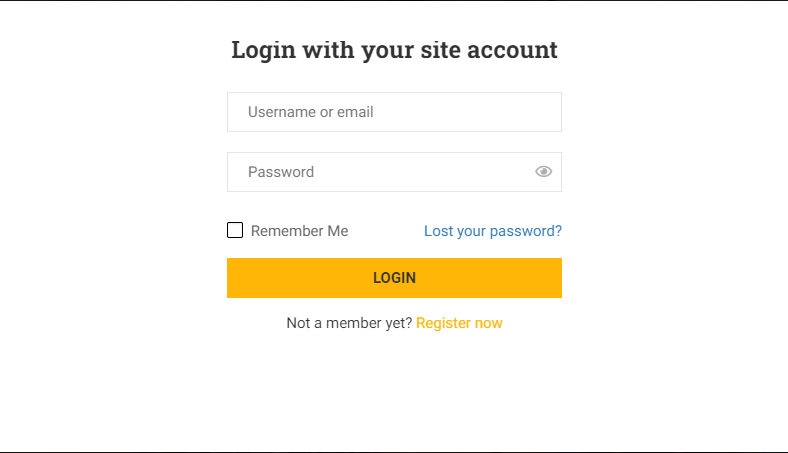 Login with your site account
Username or email
Password
Remember Me Lost your password?
LOGIN
Not a member yet? Register now